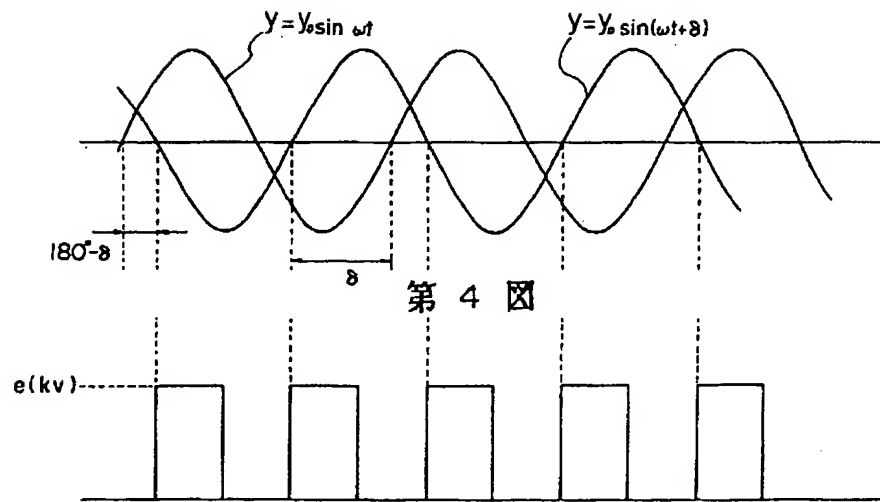 y=y₀sin ωt
y=y₀sin(ωt+δ)
180°-δ
δ
第 4 図
e(kv)